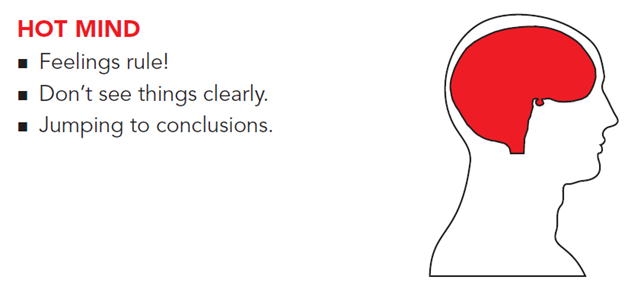 HOT MIND
▪ Feelings rule!
▪ Don’t see things clearly.
▪ Jumping to conclusions.